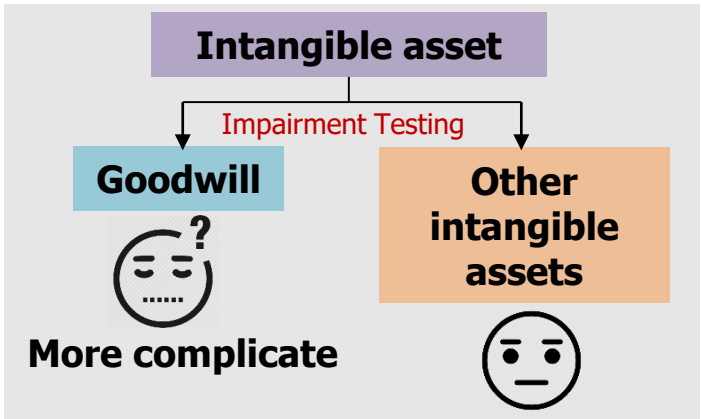 Intangible asset
Impairment Testing
Goodwill
Other
intangible
assets
?
More complicate